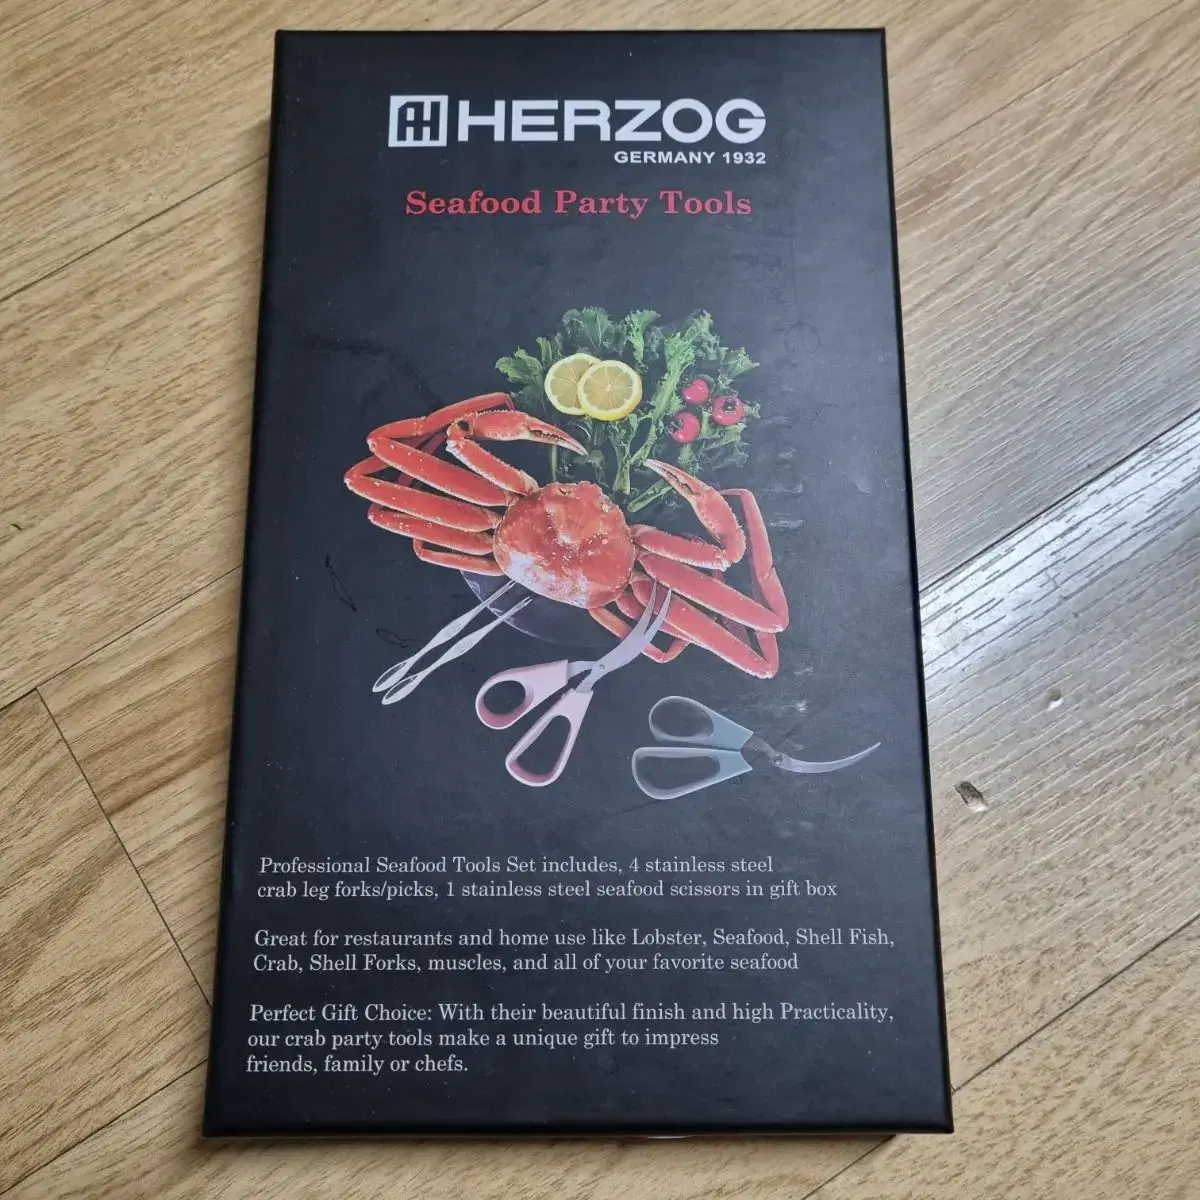 HERZOG
GERMANY 1932
Seafood Party Tools
Professional Seafood Tools Set includes, 4 stainless steel
crab leg forks/picks, 1 stainless steel seafood scissors in gift box
Great for restaurants and home use like Lobster, Seafood, Shell Fish,
Crab, Shell Forks, muscles, and all of your favorite seafood
Perfect Gift Choice: With their beautiful finish and high Practicality,
our crab party tools make a unique gift to impress
friends, family or chefs.